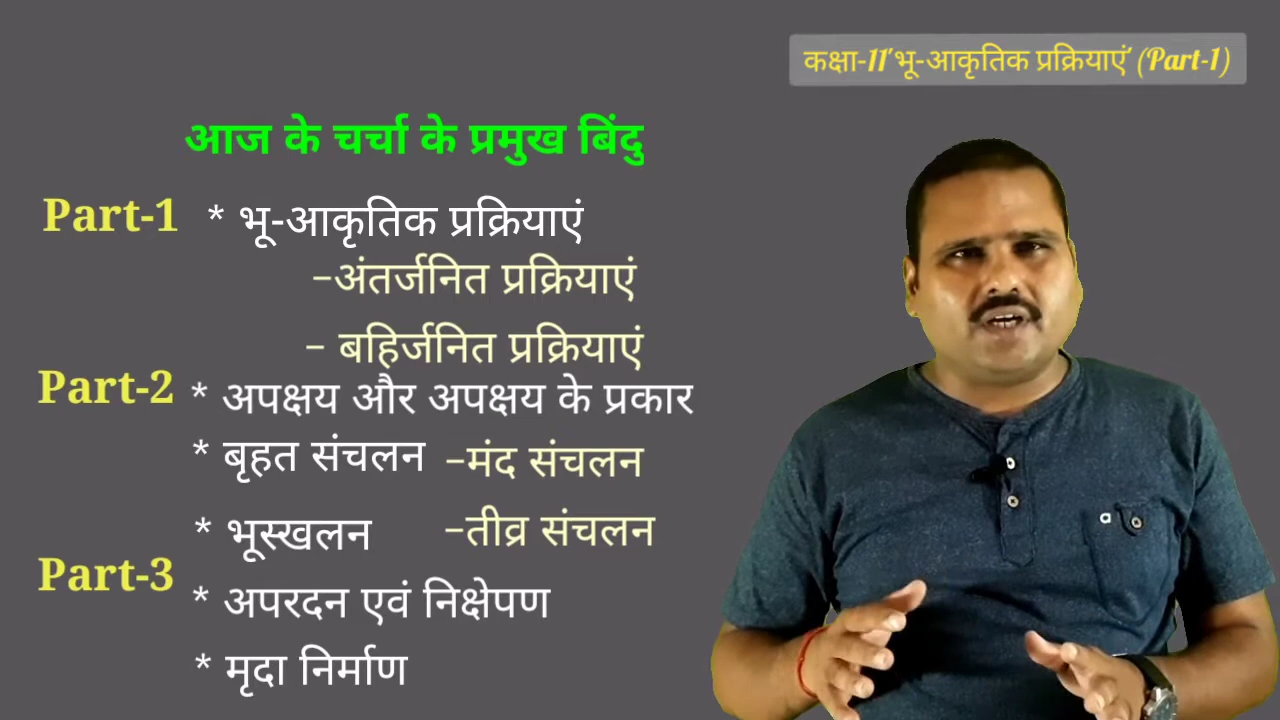 कक्षा-11'भू-आकृतिक प्रक्रियाएं' (Part-1)
आज के चर्चा के प्रमुख बिंदु
Part-1 * भू-आकृतिक प्रक्रियाएं
–अंतर्जनित प्रक्रियाएं
– बहिर्जनित प्रक्रियाएं
Part-2 * अपक्षय और अपक्षय के प्रकार
* बृहत संचलन –मंद संचलन
* भूस्खलन –तीव्र संचलन
Part-3 * अपरदन एवं निक्षेपण
* मृदा निर्माण